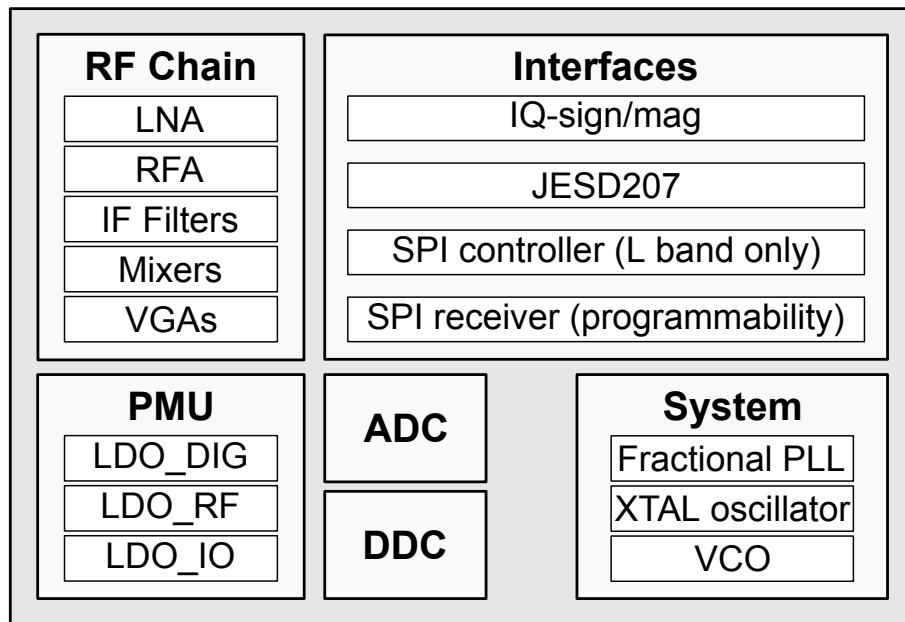 RF Chain
LNA
RFA
IF Filters
Mixers
VGAs
Interfaces
IQ-sign/mag
JESD207
SPI controller (L band only)
SPI receiver (programmability)
PMU
LDO_DIG
LDO_RF
LDO_IO
ADC
DDC
System
Fractional PLL
XTAL oscillator
VCO